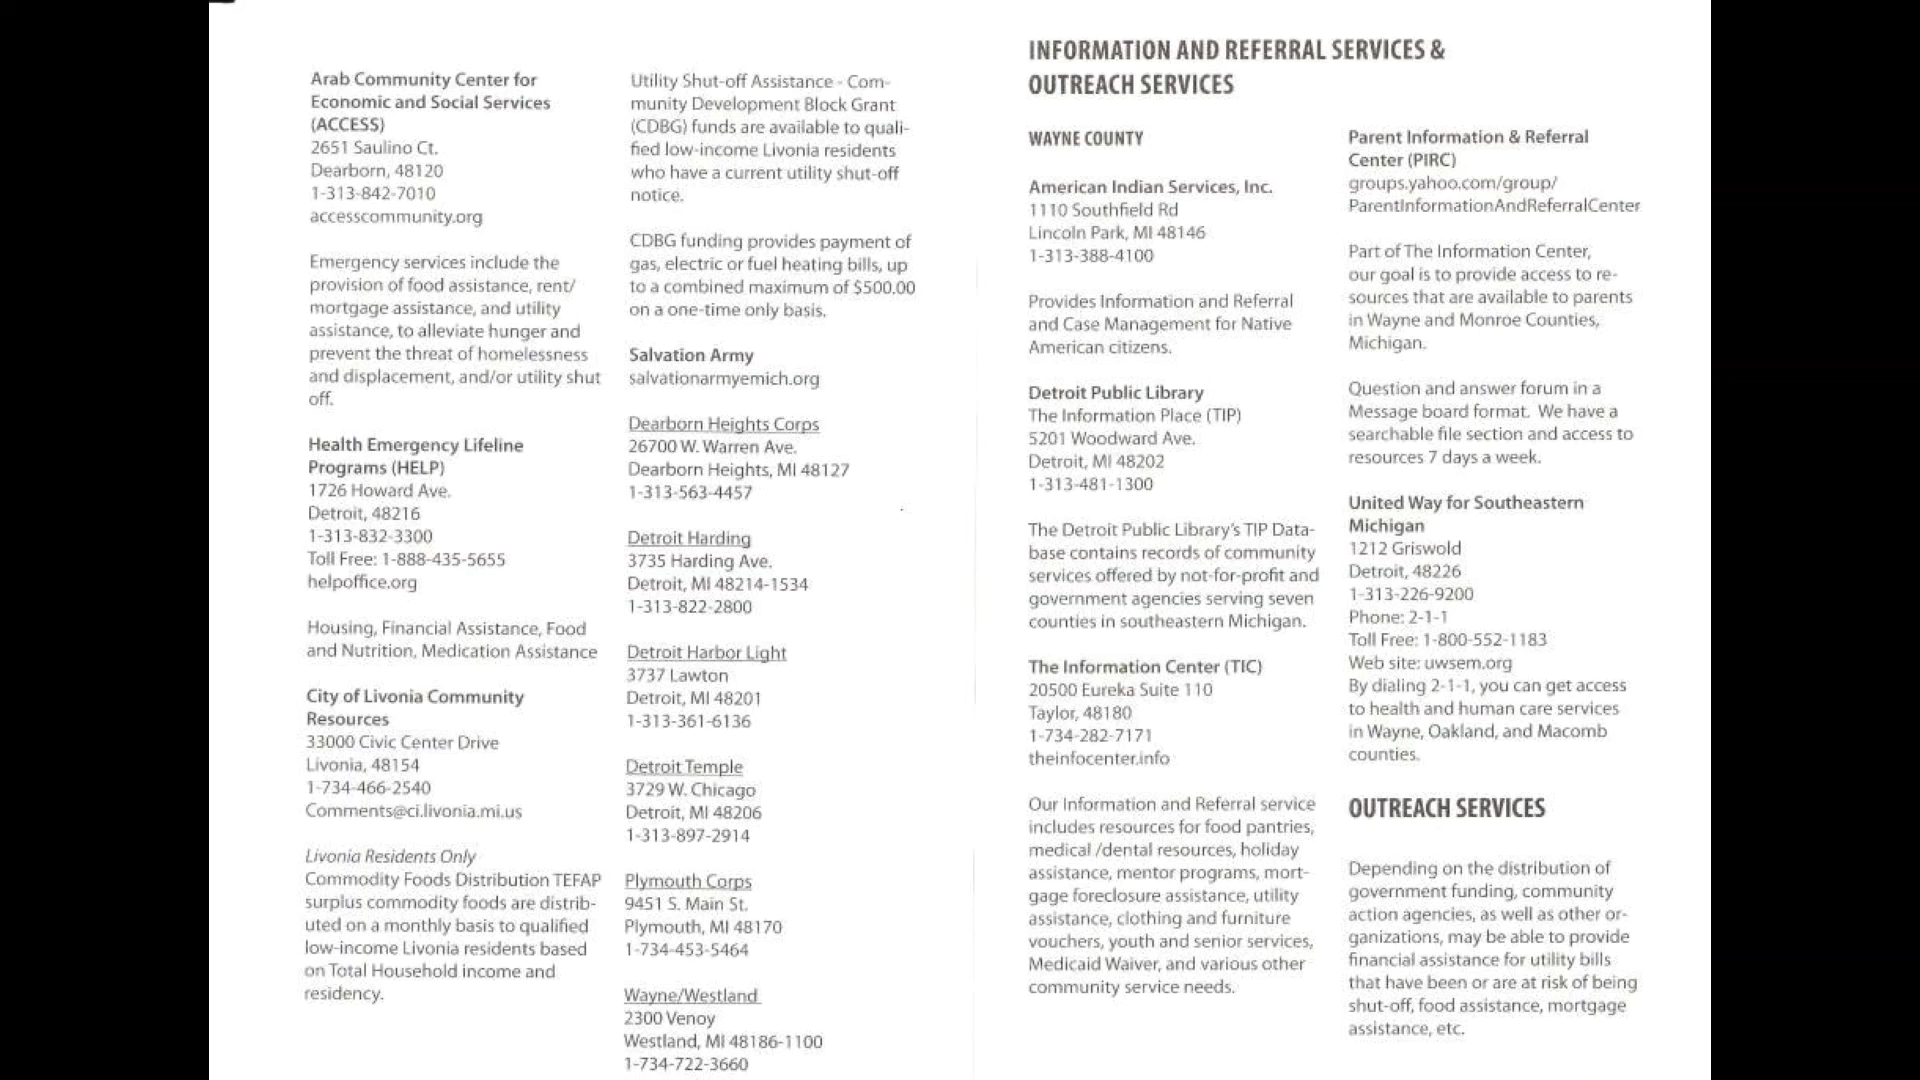 Arab Community Center for
Economic and Social Services
(ACCESS)
2651 Saulino Ct.
Dearborn, 48120
1-313-842-7010
accesscommunity.org
Emergency services include the
provision of food assistance, rent/
mortgage assistance, and utility
assistance, to alleviate hunger and
prevent the threat of homelessness
and displacement, and/or utility shut
off.
Health Emergency Lifeline
Programs (HELP)
1726 Howard Ave.
Detroit, 48216
1-313-832-3300
Toll Free: 1-888-435-5655
helpoffice.org
Housing, Financial Assistance, Food
and Nutrition, Medication Assistance
City of Livonia Community
Resources
33000 Civic Center Drive
Livonia, 48154
1-734-466-2540
Comments@ci.livonia.mi.us
Livonia Residents Only
Commodity Foods Distribution TEFAP
surplus commodity foods are distrib-
uted on a monthly basis to qualified
low-income Livonia residents based
on Total Household income and
residency.
Utility Shut-off Assistance - Com-
munity Development Block Grant
(CDBG) funds are available to quali-
fied low-income Livonia residents
who have a current utility shut-off
notice.
CDBG funding provides payment of
gas, electric or fuel heating bills, up
to a combined maximum of $500.00
on a one-time only basis.
Salvation Army
salvationarmyemich.org
Dearborn Heights Corps
26700 W. Warren Ave.
Dearborn Heights, MI 48127
1-313-563-4457
Detroit Harding
3735 Harding Ave.
Detroit, MI 48214-1534
1-313-822-2800
Detroit Harbor Light
3737 Lawton
Detroit, MI 48201
1-313-361-6136
Detroit Temple
3729 W. Chicago
Detroit, MI 48206
1-313-897-2914
Plymouth Corps
9451 S. Main St.
Plymouth, MI 48170
1-734-453-5464
Wayne/Westland
2300 Venoy
Westland, MI 48186-1100
1-734-722-3660
INFORMATION AND REFERRAL SERVICES &
OUTREACH SERVICES
WAYNE COUNTY
American Indian Services, Inc.
1110 Southfield Rd
Lincoln Park, MI 48146
1-313-388-4100
Provides Information and Referral
and Case Management for Native
American citizens.
Detroit Public Library
The Information Place (TIP)
5201 Woodward Ave.
Detroit, MI 48202
1-313-481-1300
The Detroit Public Library's TIP Data-
base contains records of community
services offered by not-for-profit and
government agencies serving seven
counties in southeastern Michigan.
The Information Center (TIC)
20500 Eureka Suite 110
Taylor, 48180
1-734-282-7171
theinfocenter.info
Our Information and Referral service
includes resources for food pantries,
medical /dental resources, holiday
assistance, mentor programs, mort-
gage foreclosure assistance, utility
assistance, clothing and furniture
vouchers, youth and senior services,
Medicaid Waiver, and various other
community service needs.
Parent Information & Referral
Center (PIRC)
groups.yahoo.com/group/
ParentInformationAndReferralCenter
Part of The Information Center,
our goal is to provide access to re-
sources that are available to parents
in Wayne and Monroe Counties,
Michigan.
Question and answer forum in a
Message board format. We have a
searchable file section and access to
resources 7 days a week.
United Way for Southeastern
Michigan
1212 Griswold
Detroit, 48226
1-313-226-9200
Phone: 2-1-1
Toll Free: 1-800-552-1183
Web site: uwsem.org
By dialing 2-1-1, you can get access
to health and human care services
in Wayne, Oakland, and Macomb
counties.
OUTREACH SERVICES
Depending on the distribution of
government funding, community
action agencies, as well as other or-
ganizations, may be able to provide
financial assistance for utility bills
that have been or are at risk of being
shut-off, food assistance, mortgage
assistance, etc.